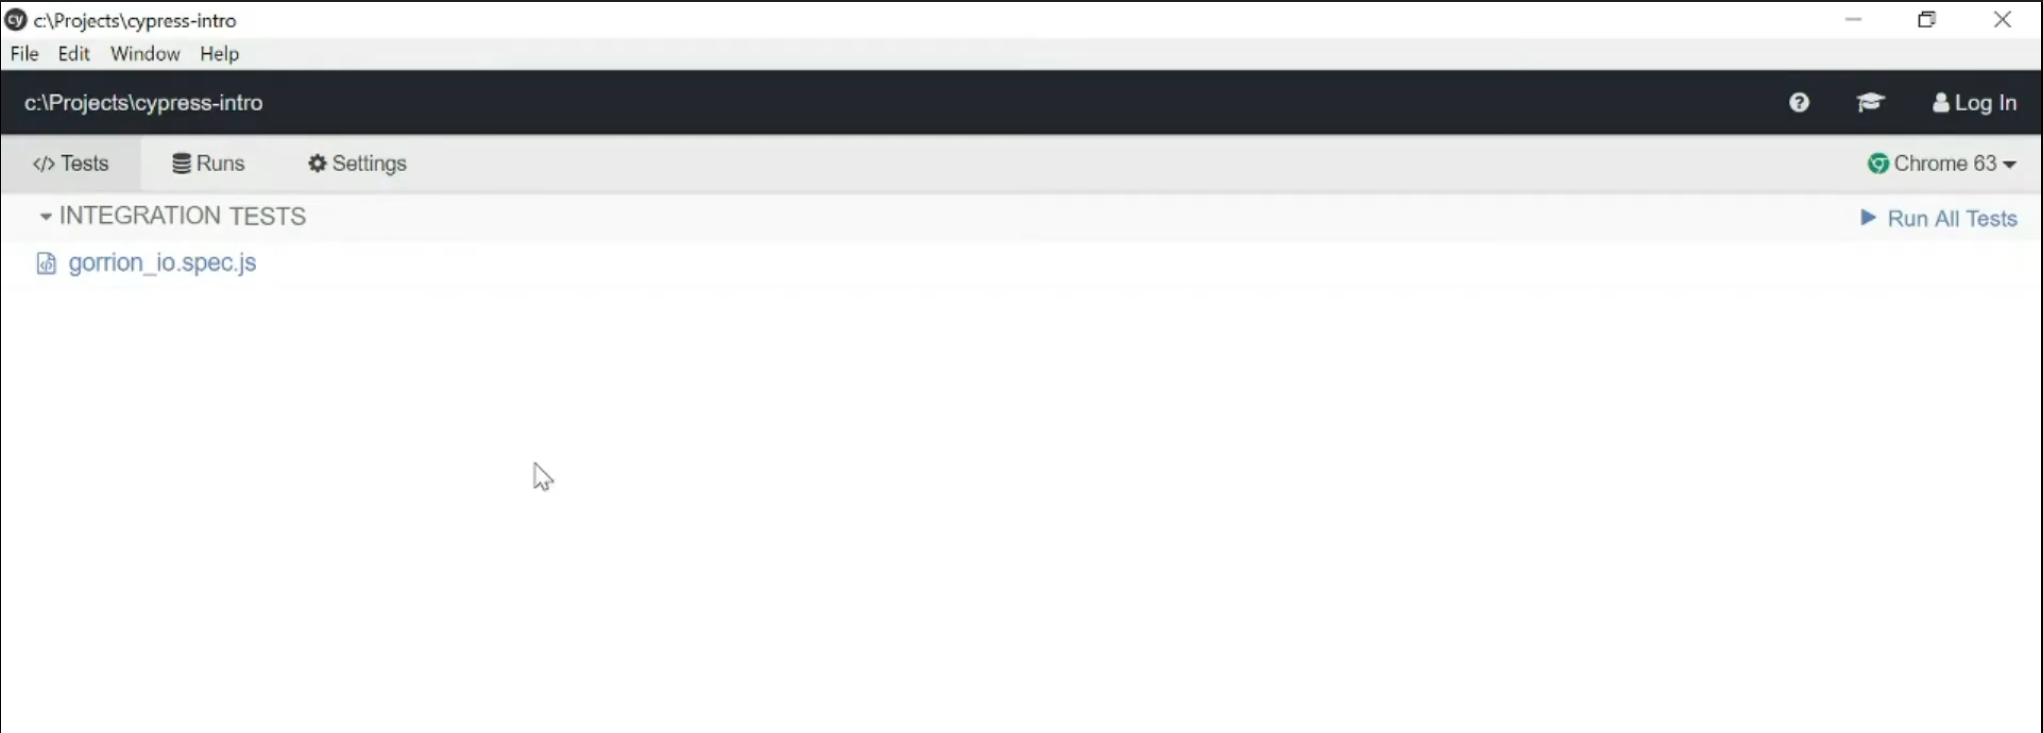 cy c:\Projects\cypress-intro
File Edit Window Help
c:\Projects\cypress-intro ? Log In
</> Tests Runs Settings Chrome 63
INTEGRATION TESTS Run All Tests
gorrion_io.spec.js